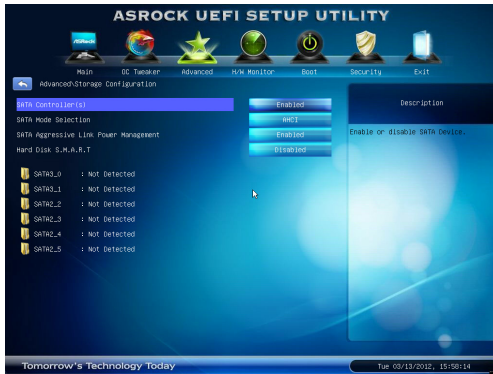 ASROCK UEFI SETUP UTILITY
ASRock
Main OC Tweaker Advanced H/W Monitor Boot Security Exit
Advanced\Storage Configuration
SATA Controller(s) Enabled
Description
SATA Mode Selection AHCI
SATA Aggressive Link Power Management Enabled
Enable or disable SATA Device.
Hard Disk S.M.A.R.T Disabled
SATA3_0 : Not Detected
SATA3_1 : Not Detected
SATA2_2 : Not Detected
SATA2_3 : Not Detected
SATA2_4 : Not Detected
SATA2_5 : Not Detected
Tomorrow's Technology Today
Tue 03/13/2012, 15:58:14